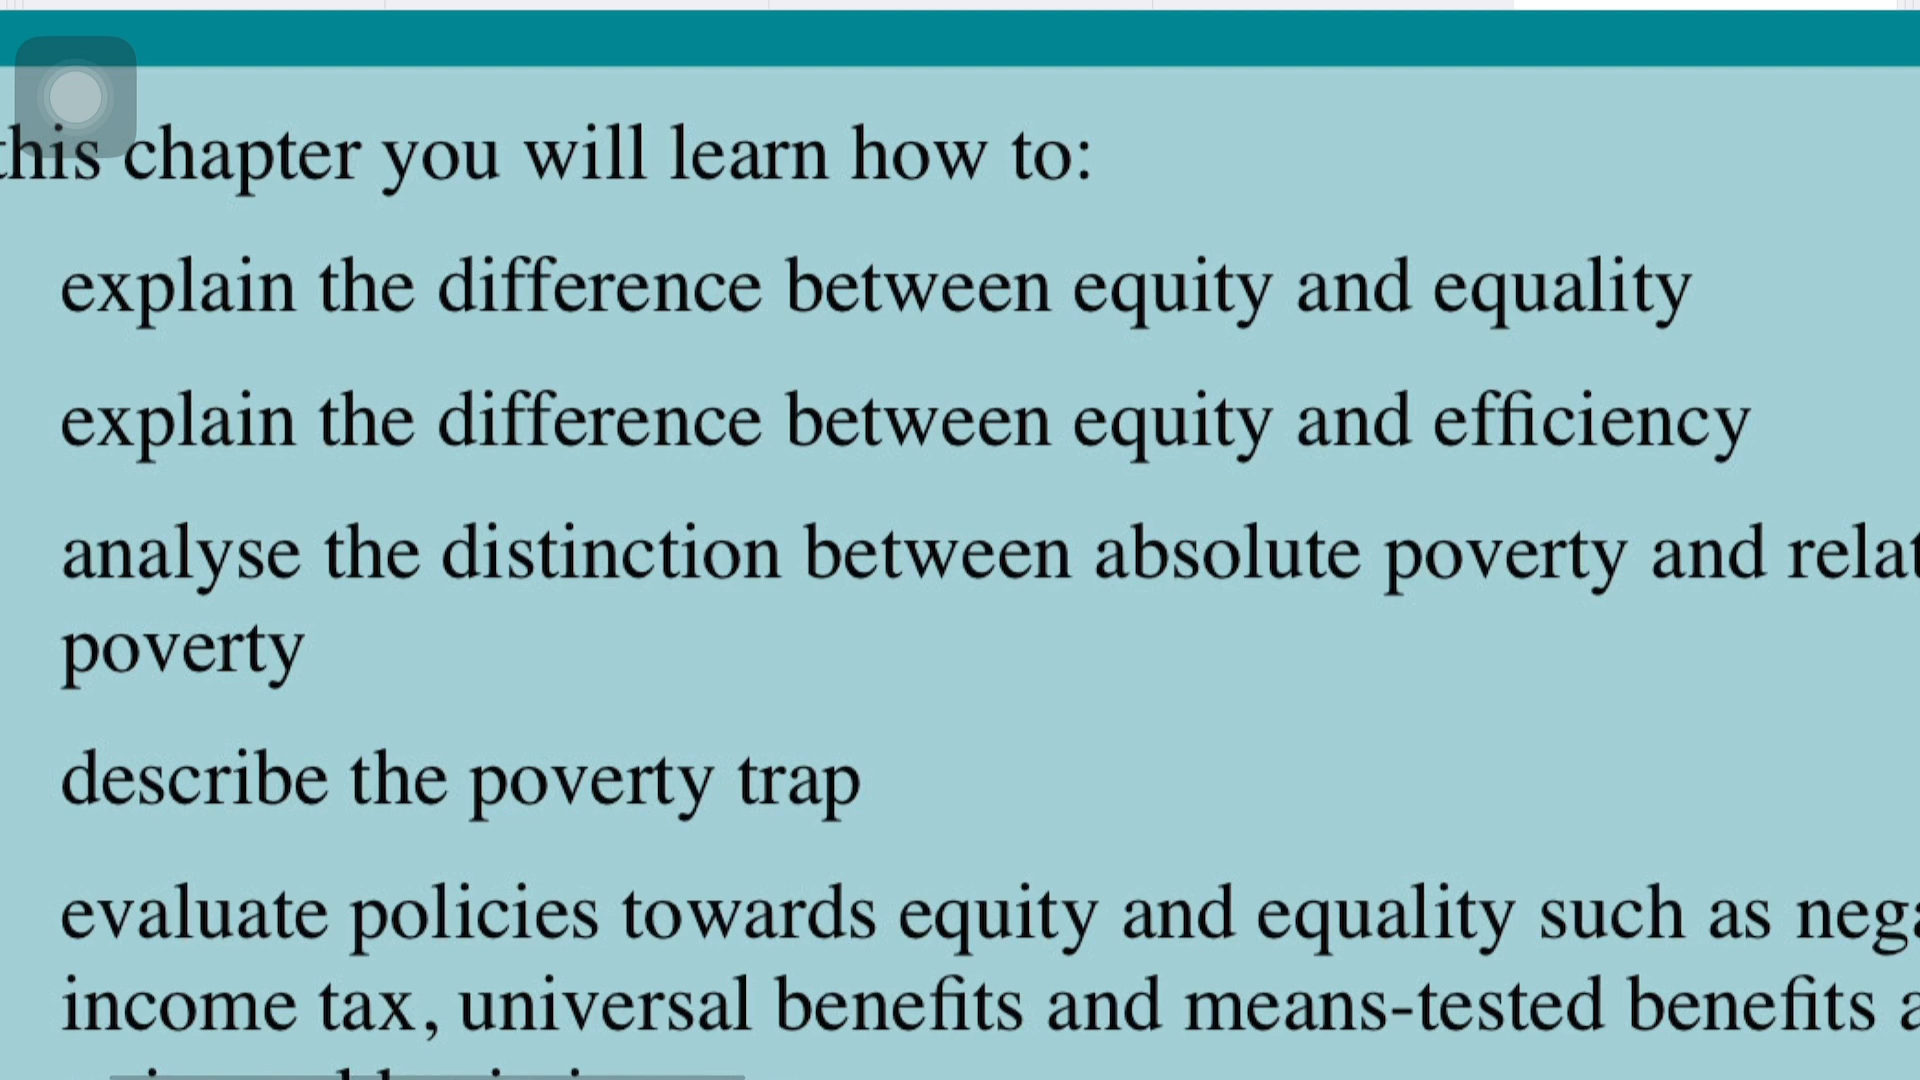 this chapter you will learn how to:
explain the difference between equity and equality
explain the difference between equity and efficiency
analyse the distinction between absolute poverty and relat
poverty
describe the poverty trap
evaluate policies towards equity and equality such as nega
income tax, universal benefits and means-tested benefits a